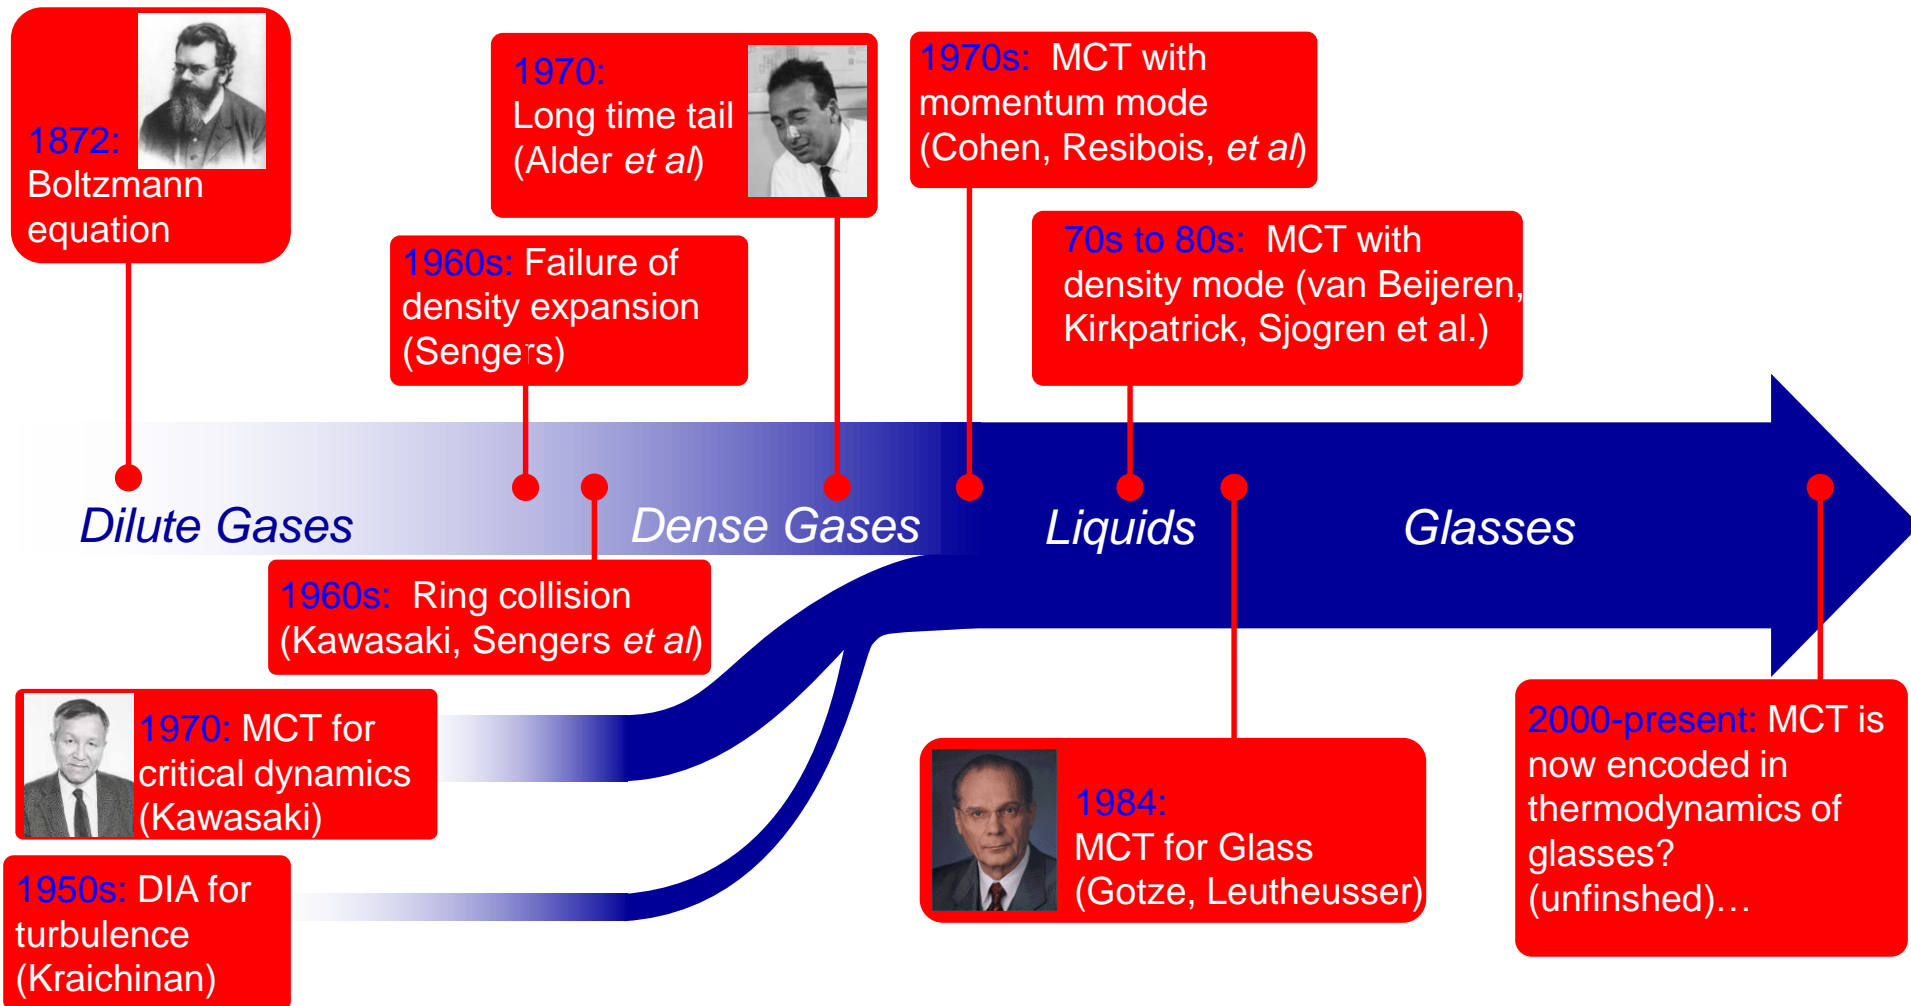 1872:
Boltzmann
equation
1970:
Long time tail
(Alder et al)
1970s: MCT with
momentum mode
(Cohen, Resibois, et al)
1960s: Failure of
density expansion
(Sengers)
70s to 80s: MCT with
density mode (van Beijeren,
Kirkpatrick, Sjogren et al.)
Dilute Gases
Dense Gases
Liquids
Glasses
1960s: Ring collision
(Kawasaki, Sengers et al)
1970: MCT for
critical dynamics
(Kawasaki)
1950s: DIA for
turbulence
(Kraichinan)
1984:
MCT for Glass
(Gotze, Leutheusser)
2000-present: MCT is
now encoded in
thermodynamics of
glasses?
(unfinshed)…